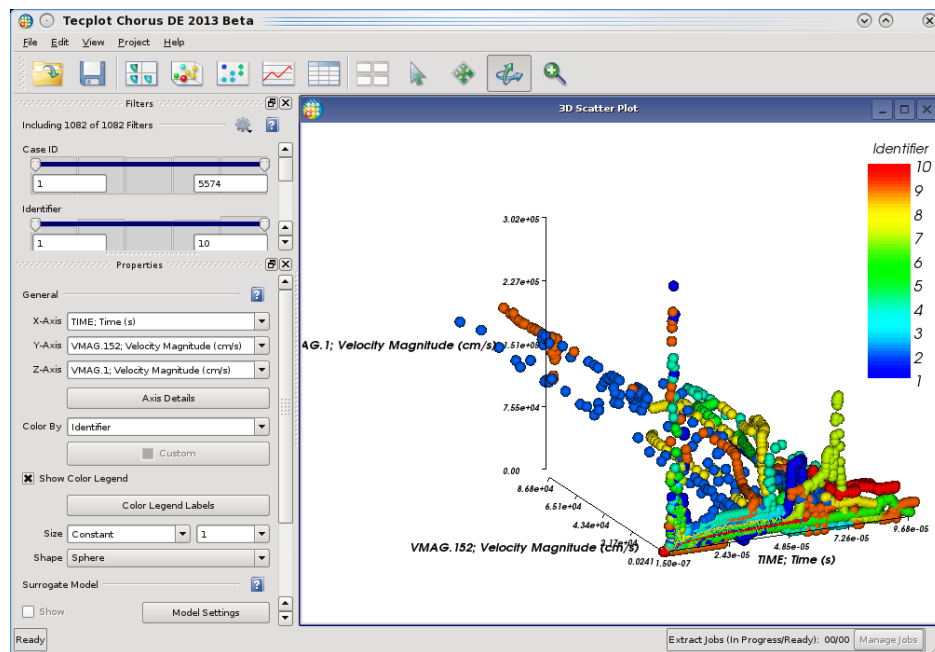 Tecplot Chorus DE 2013 Beta
File Edit View Project Help
Filters
Including 1082 of 1082 Filters
Case ID
1 5574
Identifier
1 10
Properties
General
X-Axis TIME; Time (s)
Y-Axis VMAG.152; Velocity Magnitude (cm/s)
Z-Axis VMAG.1; Velocity Magnitude (cm/s)
Axis Details
Color By Identifier
Custom
Show Color Legend
Color Legend Labels
Size Constant 1
Shape Sphere
Surrogate Model
Show Model Settings
3D Scatter Plot
Identifier
10
9
8
7
6
5
4
3
2
1
3.02e+05
2.27e+05
AG.1; Velocity Magnitude (cm/s) 1.51e+05
7.55e+04
0.00
8.68e+04
6.51e+04
4.34e+04
2.17e+04
VMAG.152; Velocity Magnitude (cm/s)
0.0241 1.50e-07 2.43e-05 4.85e-05 7.26e-05 9.68e-05
TIME; Time (s)
Ready
Extract Jobs (In Progress/Ready): 00/00 Manage Jobs